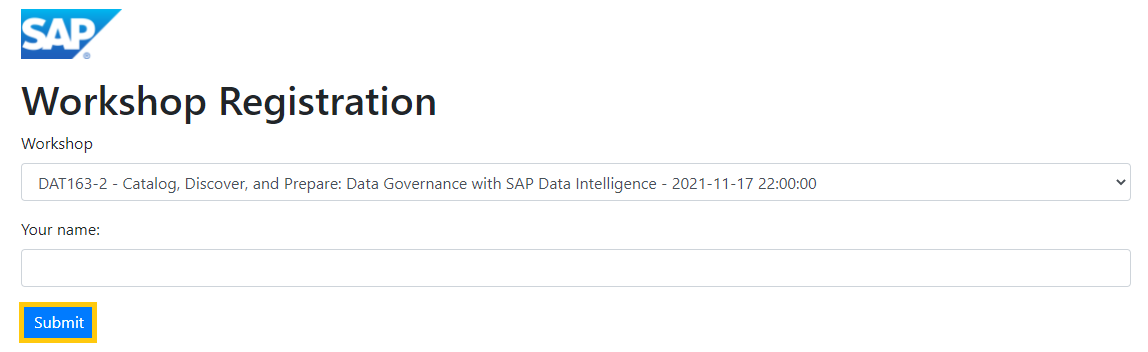 SAP®
Workshop Registration
Workshop
DAT163-2 - Catalog, Discover, and Prepare: Data Governance with SAP Data Intelligence - 2021-11-17 22:00:00
Your name:
Submit